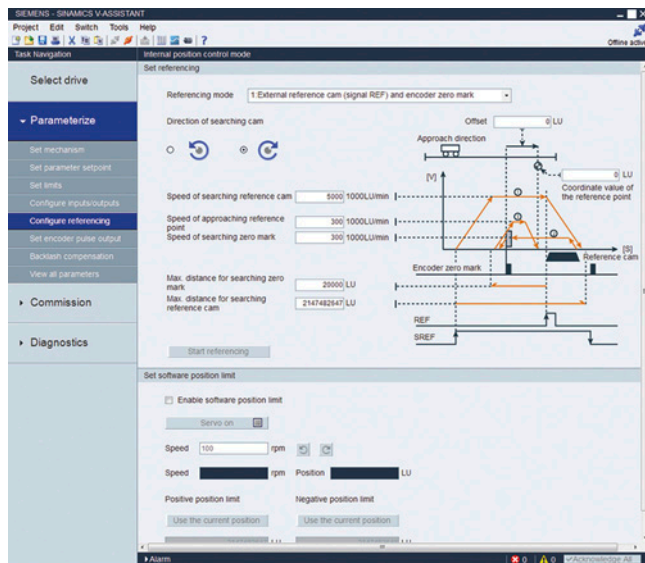 SIEMENS - SINAMICS V-ASSISTANT
Project Edit Switch Tools Help
Offline active
Task Navigation
Internal position control mode
Select drive
Parameterize
Set mechanism
Set parameter setpoint
Set limits
Configure inputs/outputs
Configure referencing
Set encoder pulse output
Backlash compensation
View all parameters
Commission
Diagnostics
Set referencing
Referencing mode 1:External reference cam (signal REF) and encoder zero mark
Direction of searching cam
Offset 0 LU
Approach direction
[V]
0 LU
Coordinate value of
the reference point
Speed of searching reference cam 5000 1000LU/min
Speed of approaching reference
point 300 1000LU/min
Speed of searching zero mark 300 1000LU/min
[S]
Reference cam
Encoder zero mark
Max. distance for searching zero
mark 20000 LU
Max. distance for searching
reference cam 2147482647 LU
REF
SREF
Start referencing
Set software position limit
Enable software position limit
Servo on
Speed 100 rpm
Speed rpm Position LU
Positive position limit Negative position limit
Use the current position Use the current position
LU LU
Alarm
0 0 Acknowledge All